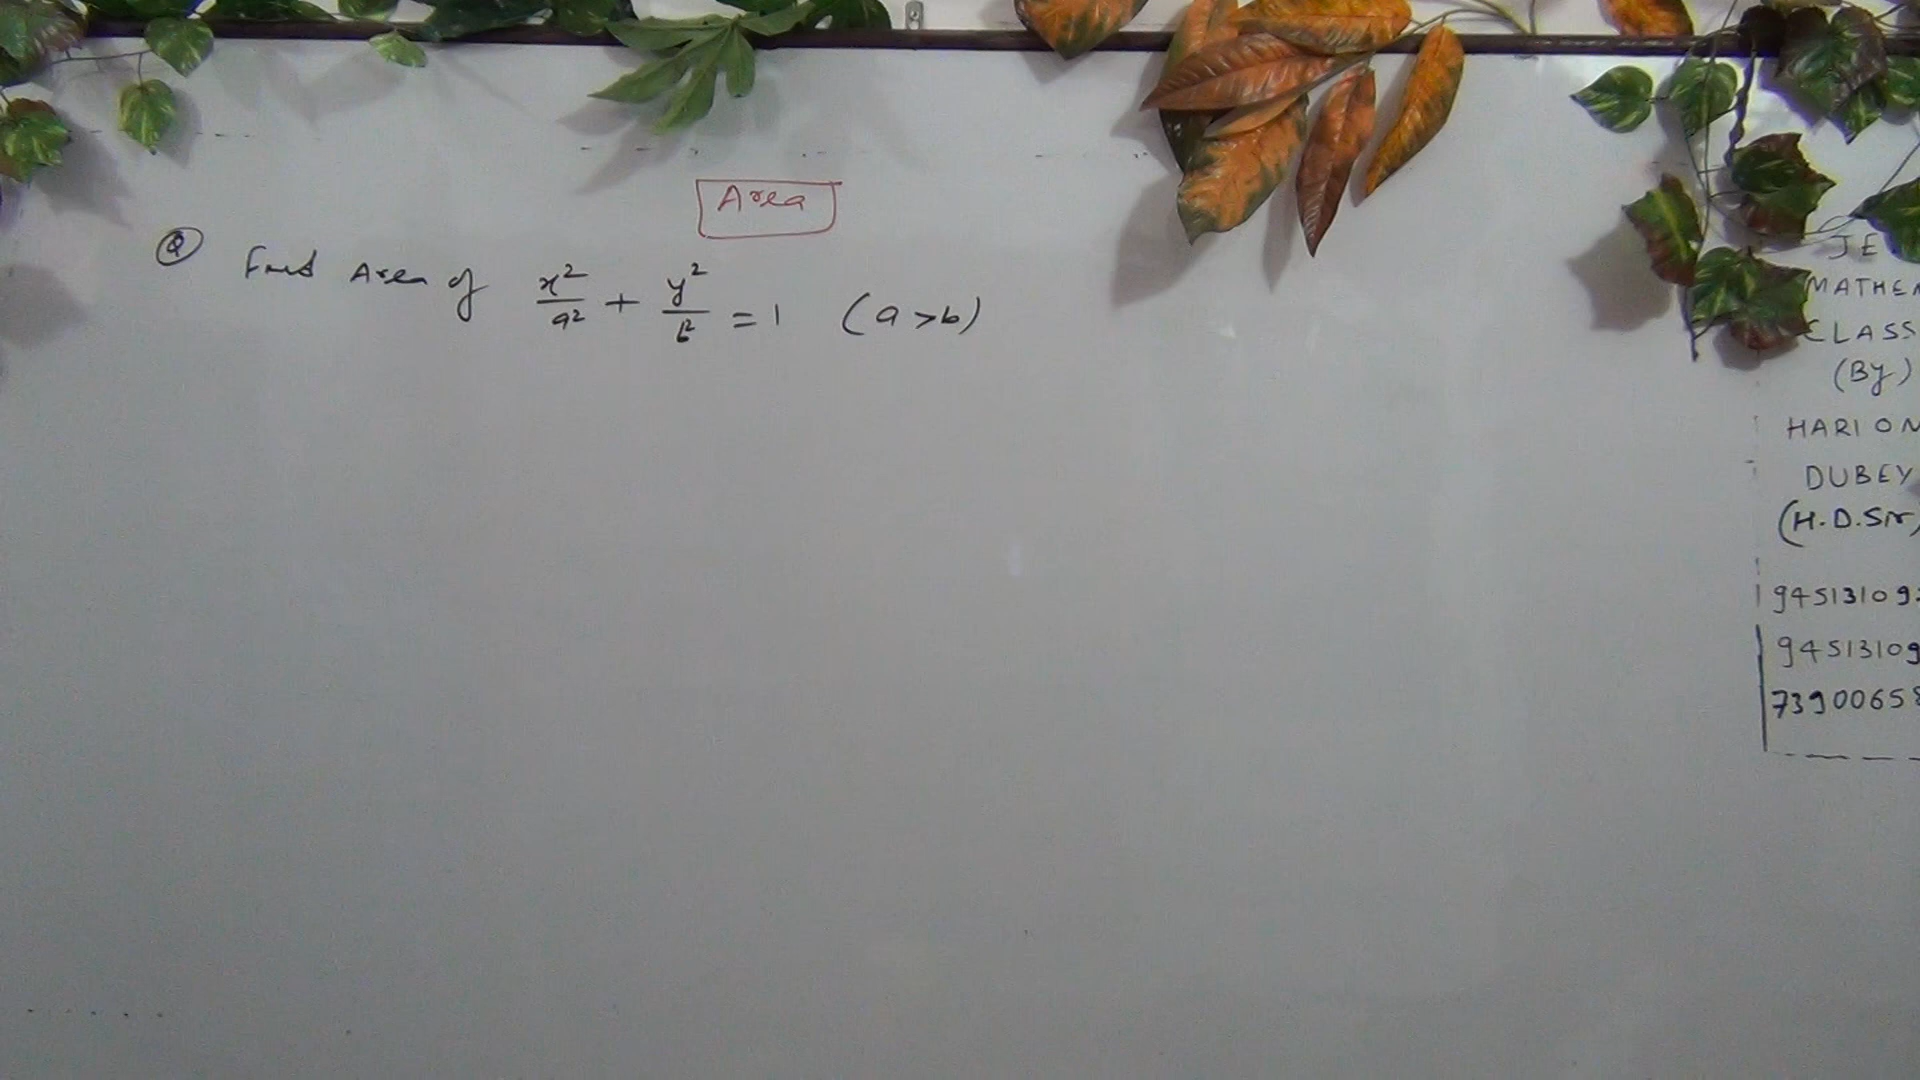 Area
Q Find Area of x²/a² + y²/b² = 1 (a>b)
JE
MATHE
CLASS
(By)
HARI OM
DUBEY
(H.D.Sir)
94513109
94513109
7390065